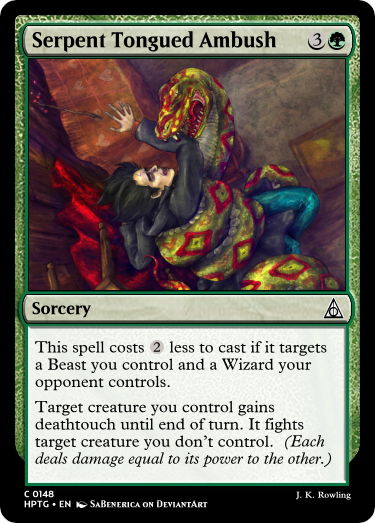 Serpent Tongued Ambush 3
Sorcery
This spell costs 2 less to cast if it targets
a Beast you control and a Wizard your
opponent controls.
Target creature you control gains
deathtouch until end of turn. It fights
target creature you don't control. (Each
deals damage equal to its power to the other.)
C 0148
HPTG • EN SaBenerica on DeviantArt
J. K. Rowling